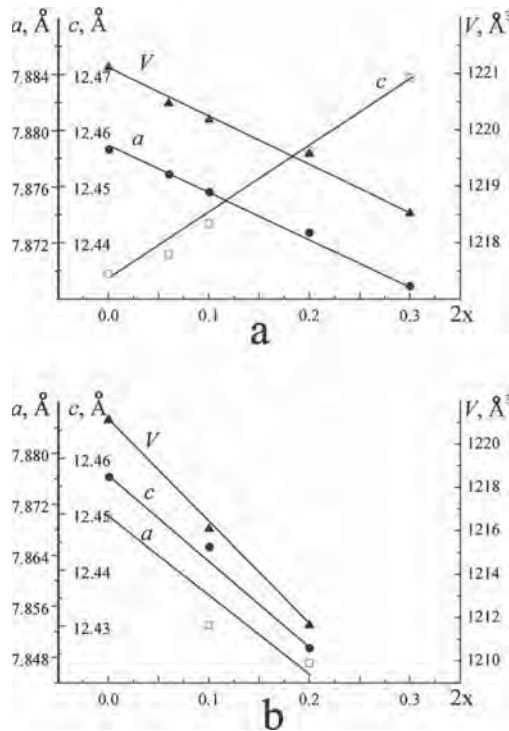 a, Å c, Å V, Å³
7,884 12.47 1221
V c
7,880 12.46 1220
a
7,876 12.45 1219
7,872 12.44 1218
0.0 0.1 0.2 0.3 2x
a
a, Å c, Å V, Å³
7,880 12.46 1220
V
1218
c
7,872 12.45 1216
a
7,864 12.44 1214
7,856 12.43 1212
7,848 1210
0.0 0.1 0.2 0.3 2x
b